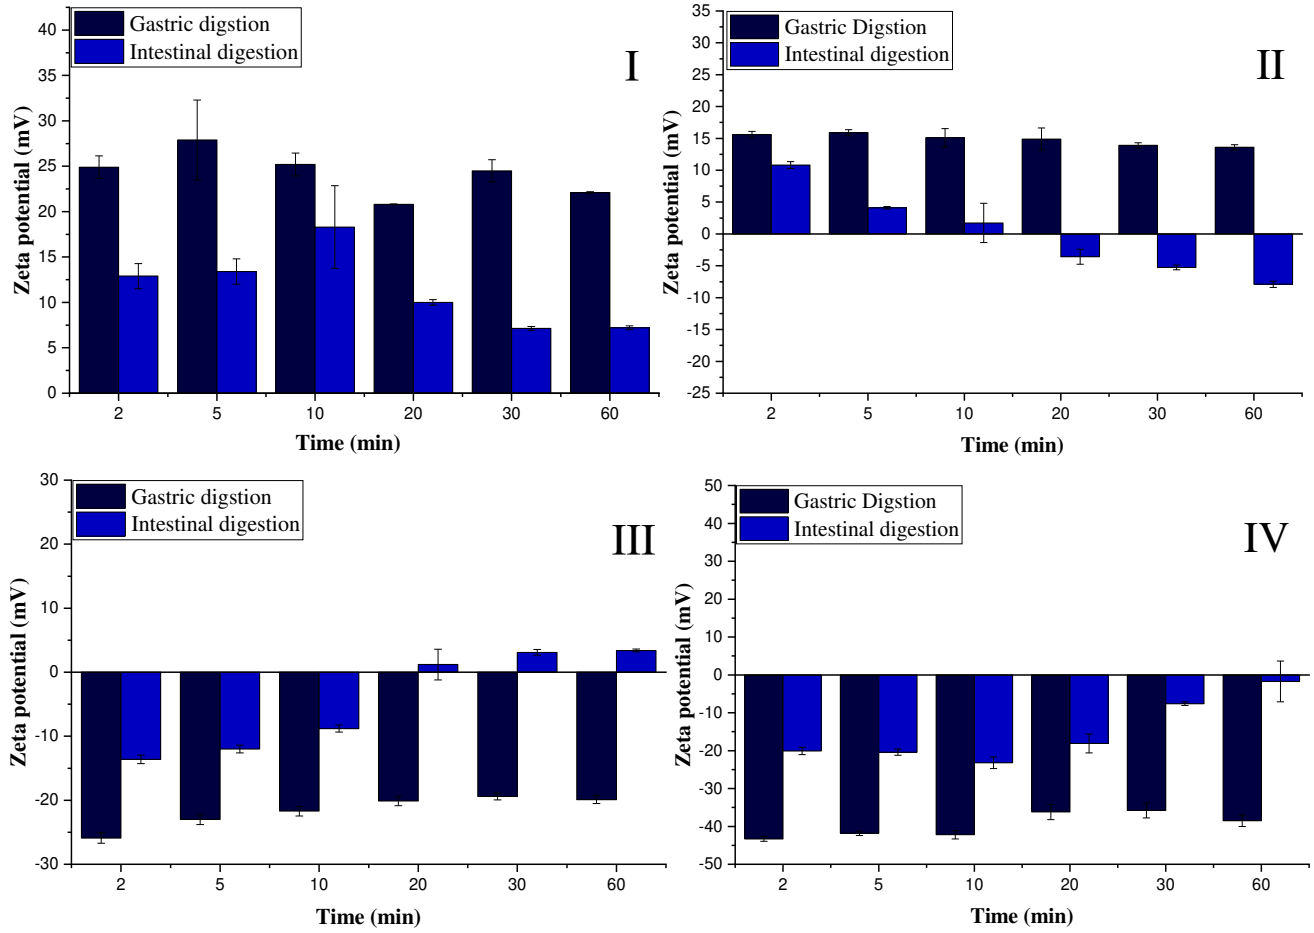 Gastric digstion
Intestinal digestion
I
Zeta potential (mV)
40
35
30
25
20
15
10
5
0
2 5 10 20 30 60
Time (min)
Gastric Digstion
Intestinal digestion
II
Zeta potential (mV)
35
30
25
20
15
10
5
0
-5
-10
-15
-20
-25
2 5 10 20 30 60
Time (min)
Gastric digstion
Intestinal digestion
III
Zeta potential (mV)
30
20
10
0
-10
-20
-30
2 5 10 20 30 60
Time (min)
Gastric Digstion
Intestinal digestion
IV
Zeta potential (mV)
50
40
30
20
10
0
-10
-20
-30
-40
-50
2 5 10 20 30 60
Time (min)